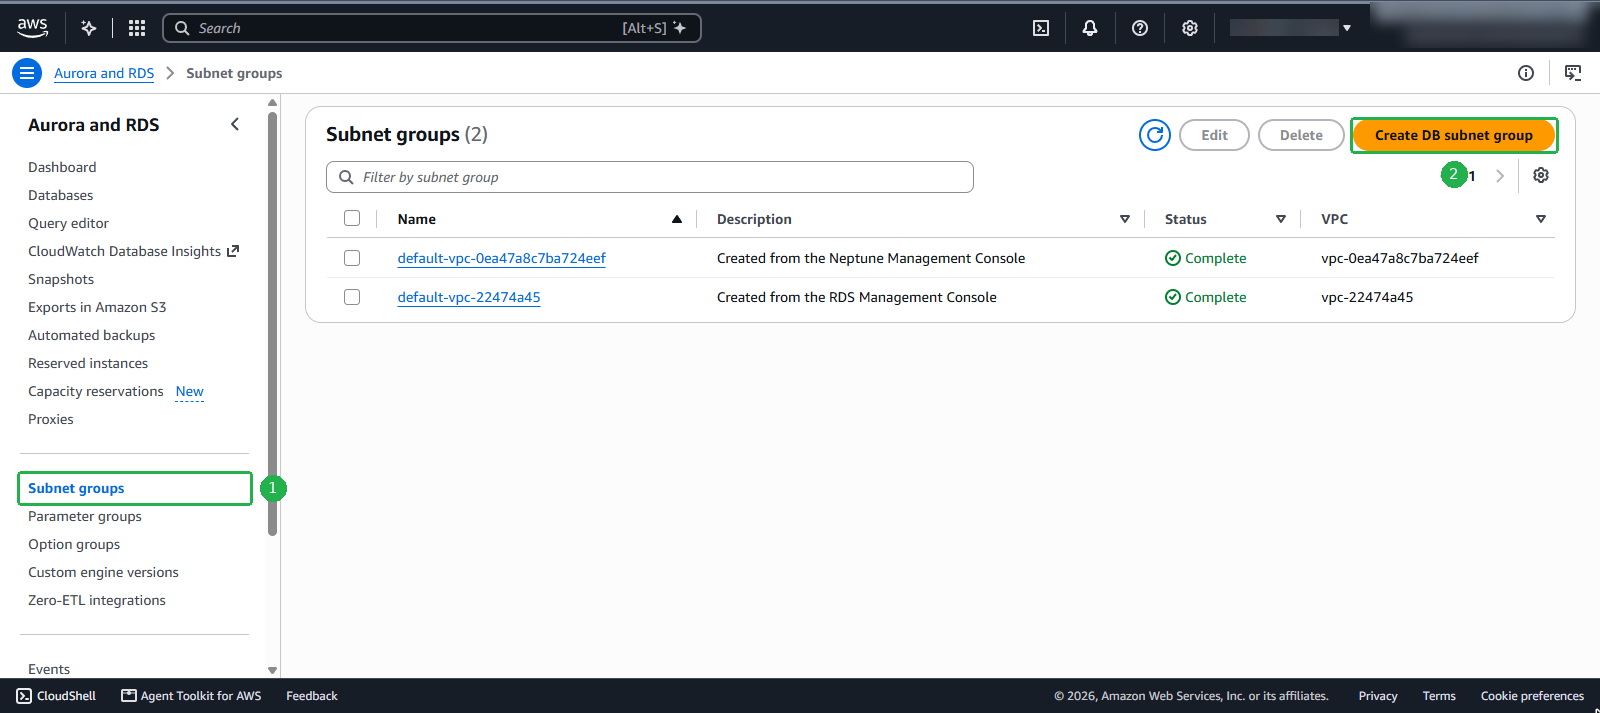 aws
Search [Alt+S]
Aurora and RDS > Subnet groups
Aurora and RDS
Dashboard
Databases
Query editor
CloudWatch Database Insights
Snapshots
Exports in Amazon S3
Automated backups
Reserved instances
Capacity reservations New
Proxies
Subnet groups 1
Parameter groups
Option groups
Custom engine versions
Zero-ETL integrations
Events
Subnet groups (2)
Edit Delete Create DB subnet group
Filter by subnet group
2 1
Name Description Status VPC
default-vpc-0ea47a8c7ba724eef Created from the Neptune Management Console Complete vpc-0ea47a8c7ba724eef
default-vpc-22474a45 Created from the RDS Management Console Complete vpc-22474a45
CloudShell Agent Toolkit for AWS Feedback © 2026, Amazon Web Services, Inc. or its affiliates. Privacy Terms Cookie preferences